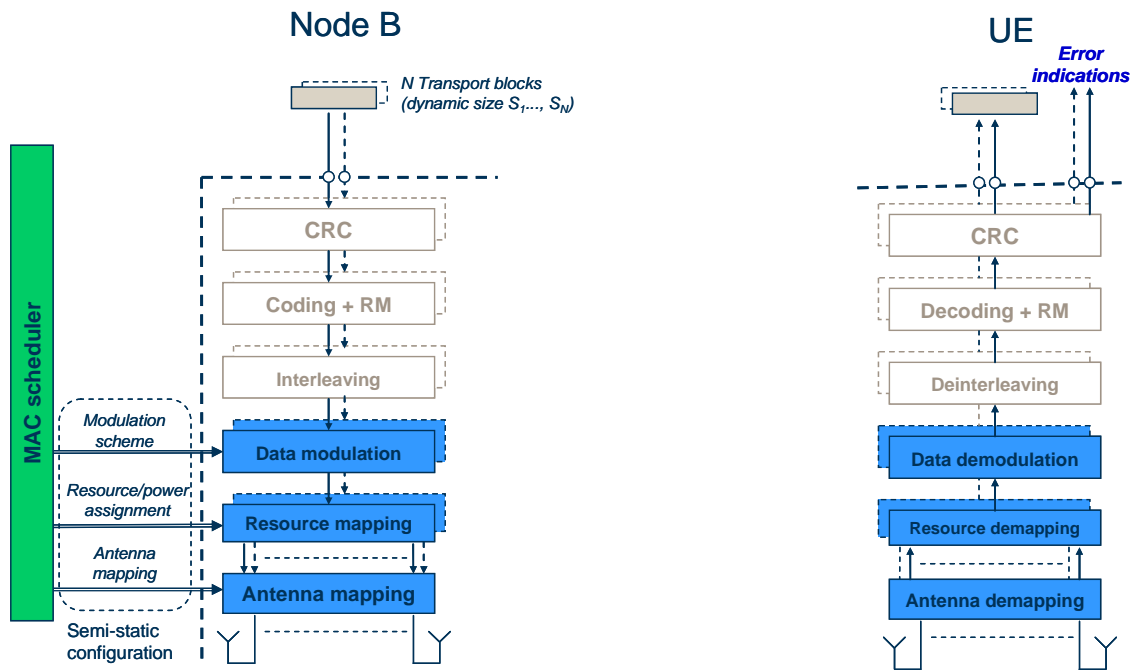 Node B
UE
N Transport blocks
(dynamic size S1..., SN)
Error
indications
MAC scheduler
CRC
Coding + RM
Interleaving
Modulation
scheme
Data modulation
Resource/power
assignment
Resource mapping
Antenna
mapping
Antenna mapping
Semi-static
configuration
CRC
Decoding + RM
Deinterleaving
Data demodulation
Resource demapping
Antenna demapping